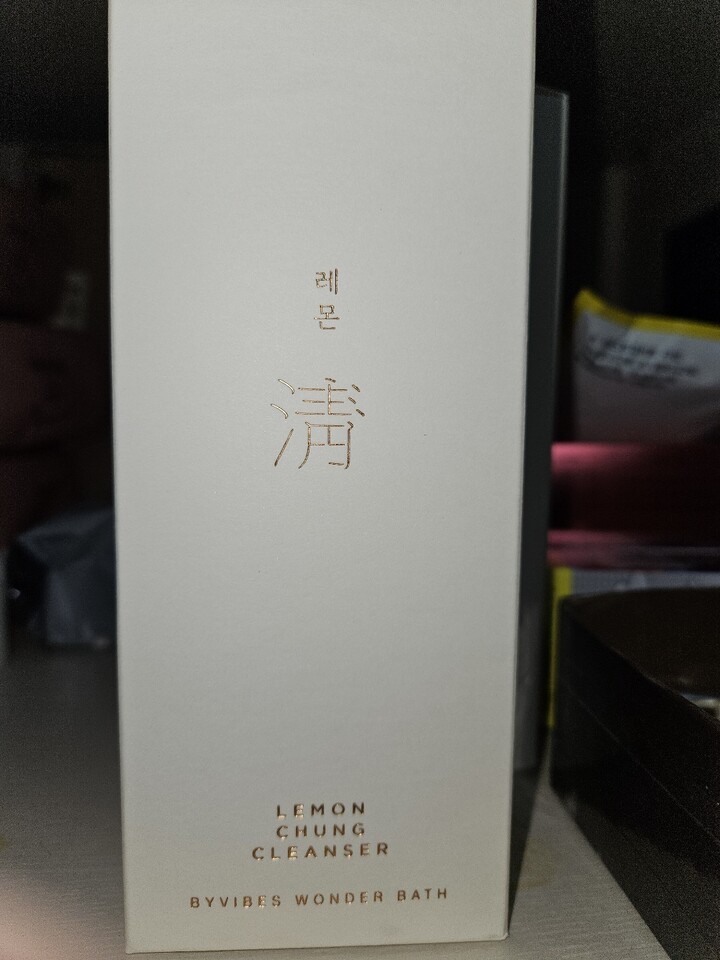 레
몬
淸
LEMON
CHUNG
CLEANSER
BYVIBES WONDER BATH